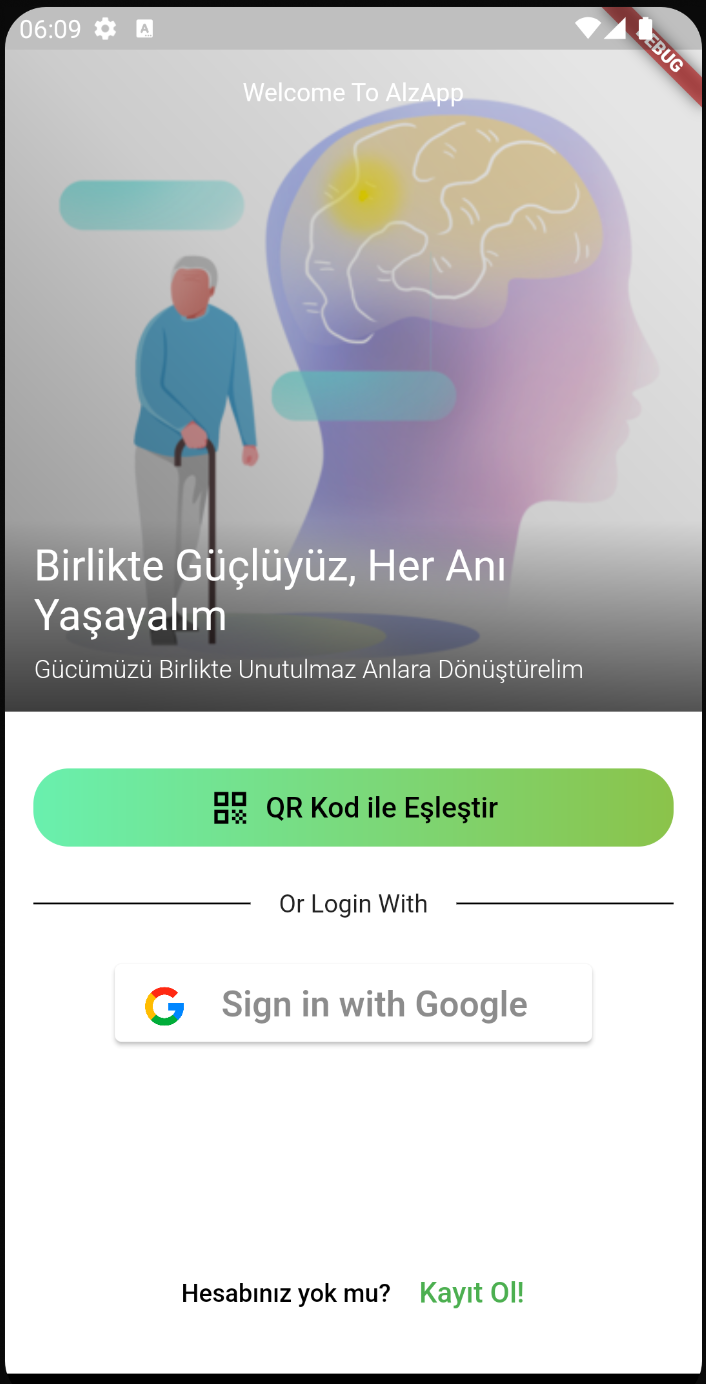 06:09
DEBUG
Welcome To AlzApp
Birlikte Güçlüyüz, Her Anı
Yaşayalım
Gücümüzü Birlikte Unutulmaz Anlara Dönüştürelim
QR Kod ile Eşleştir
Or Login With
Sign in with Google
Hesabınız yok mu? Kayıt Ol!